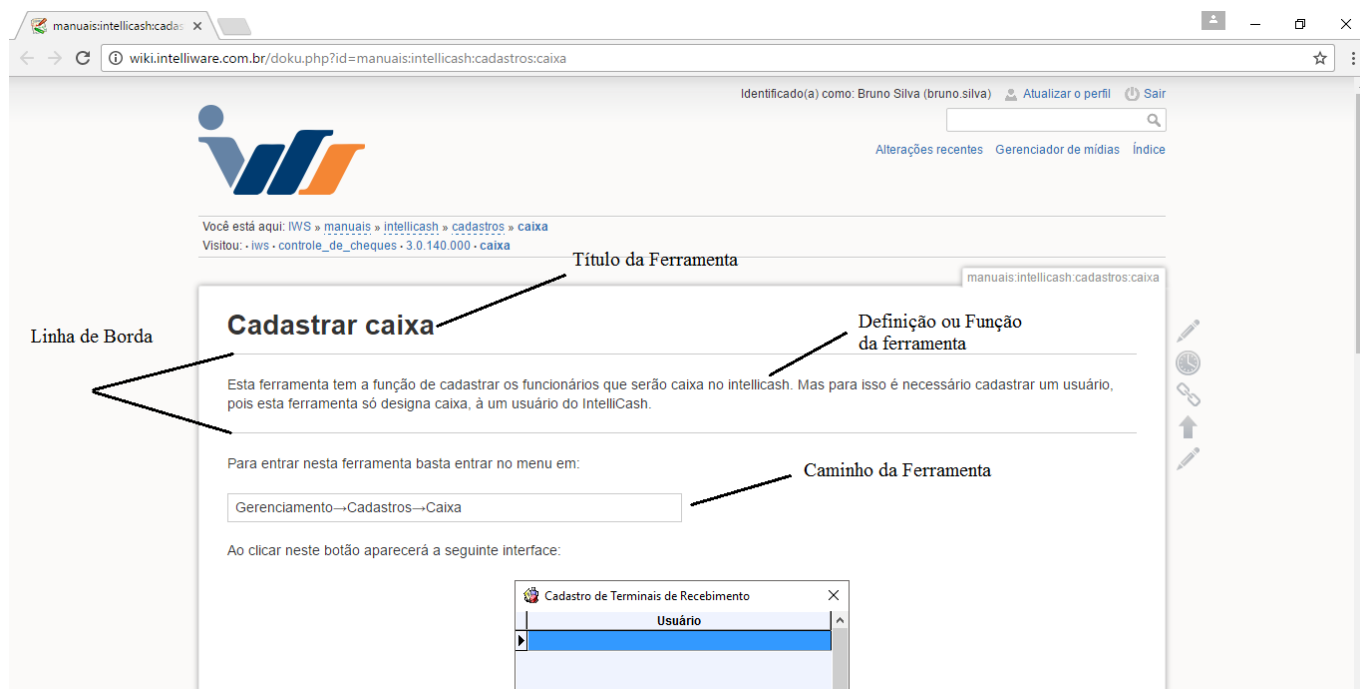 manuais:intellicash:cadas
wiki.intelliware.com.br/doku.php?id=manuais:intellicash:cadastros:caixa
Identificado(a) como: Bruno Silva (bruno.silva) Atualizar o perfil Sair
Alterações recentes Gerenciador de mídias Índice
Você está aqui: IWS » manuais » intellicash » cadastros » caixa
Visitou: • iws • controle_de_cheques • 3.0.140.000 • caixa
Título da Ferramenta
manuais:intellicash:cadastros:caixa
Cadastrar caixa
Linha de Borda
Definição ou Função
da ferramenta
Esta ferramenta tem a função de cadastrar os funcionários que serão caixa no intellicash. Mas para isso é necessário cadastrar um usuário,
pois esta ferramenta só designa caixa, à um usuário do IntelliCash.
Para entrar nesta ferramenta basta entrar no menu em:
Caminho da Ferramenta
Gerenciamento→Cadastros→Caixa
Ao clicar neste botão aparecerá a seguinte interface:
Cadastro de Terminais de Recebimento
Usuário